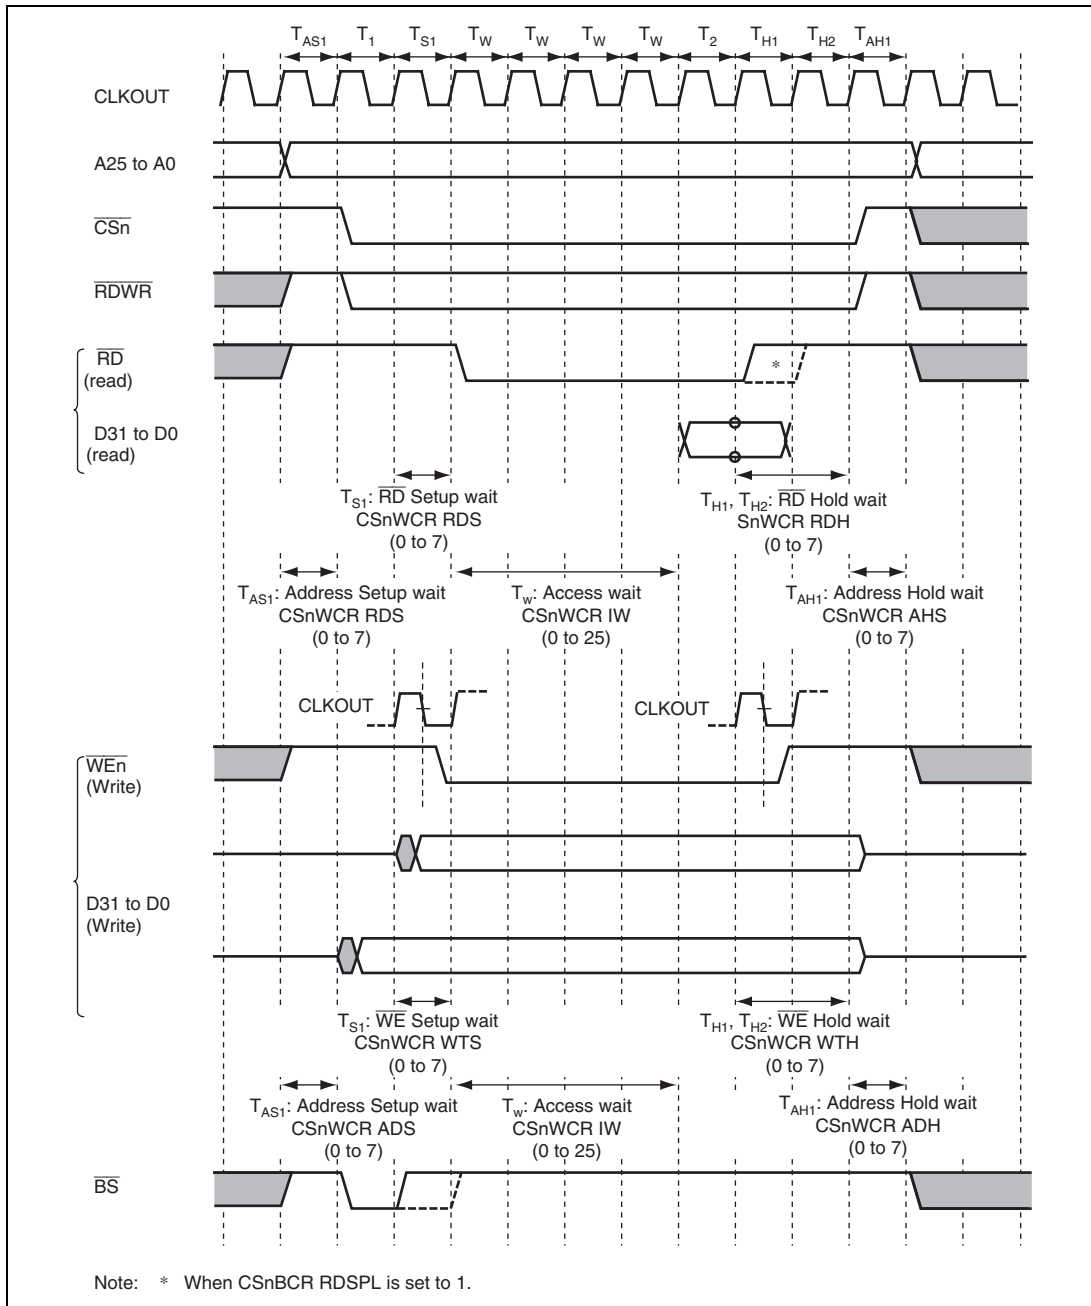 TAS1 T1 TS1 TW TW TW TW T2 TH1 TH2 TAH1
CLKOUT
A25 to A0
CSn
RDWR
RD
(read)
*
D31 to D0
(read)
TS1: RD Setup wait
CSnWCR RDS
(0 to 7)
TH1, TH2: RD Hold wait
SnWCR RDH
(0 to 7)
TAS1: Address Setup wait
CSnWCR RDS
(0 to 7)
Tw: Access wait
CSnWCR IW
(0 to 25)
TAH1: Address Hold wait
CSnWCR AHS
(0 to 7)
CLKOUT
CLKOUT
WEn
(Write)
D31 to D0
(Write)
TS1: WE Setup wait
CSnWCR WTS
(0 to 7)
TH1, TH2: WE Hold wait
CSnWCR WTH
(0 to 7)
TAS1: Address Setup wait
CSnWCR ADS
(0 to 7)
Tw: Access wait
CSnWCR IW
(0 to 25)
TAH1: Address Hold wait
CSnWCR ADH
(0 to 7)
BS
Note: * When CSnBCR RDSPL is set to 1.